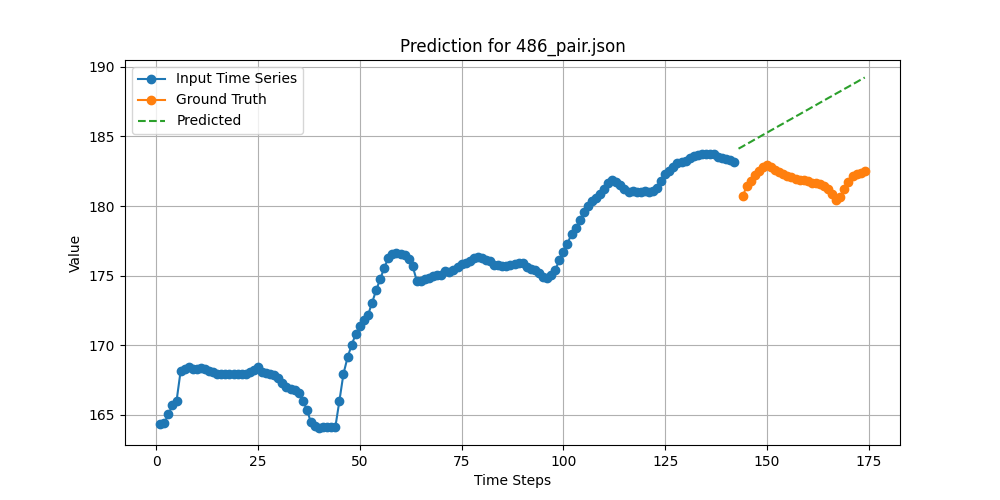 Prediction for 486_pair.json
Input Time Series
Ground Truth
Predicted
Value
190
185
180
175
170
165
0 25 50 75 100 125 150 175
Time Steps